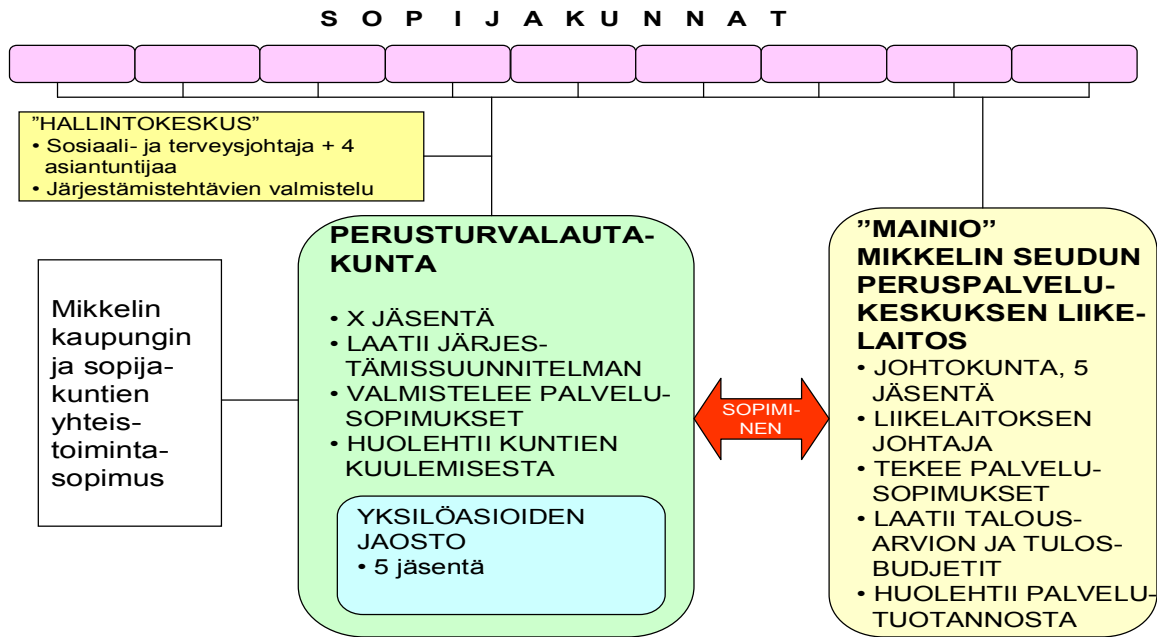 S O P I J A K U N N A T
”HALLINTOKESKUS”
• Sosiaali- ja terveysjohtaja + 4
asiantuntijaa
• Järjestämistehtävien valmistelu
Mikkelin
kaupungin
ja sopija-
kuntien
yhteis-
toiminta-
sopimus
PERUSTURVALAUTA-
KUNTA
• X JÄSENTÄ
• LAATII JÄRJES-
TÄMISSUUNNITELMAN
• VALMISTELEE PALVELU-
SOPIMUKSET
• HUOLEHTII KUNTIEN
KUULEMISESTA
YKSILÖASIOIDEN
JAOSTO
• 5 jäsentä
SOPIMI-
NEN
”MAINIO”
MIKKELIN SEUDUN
PERUSPALVELU-
KESKUKSEN LIIKE-
LAITOS
• JOHTOKUNTA, 5
JÄSENTÄ
• LIIKELAITOKSEN
JOHTAJA
• TEKEE PALVELU-
SOPIMUKSET
• LAATII TALOUS-
ARVION JA TULOS-
BUDJETIT
• HUOLEHTII PALVELU-
TUOTANNOSTA